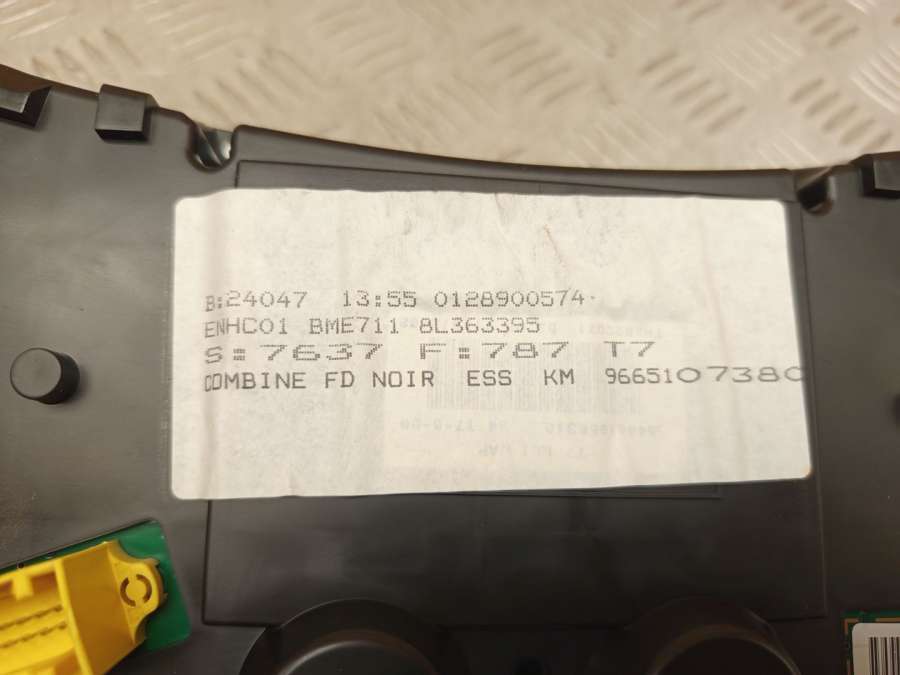 B:24047 13:55 0128900574
ENHC01 BME711 8L363395
S:7637 F:787 T7
COMBINE FD NOIR ESS KM 9665107380